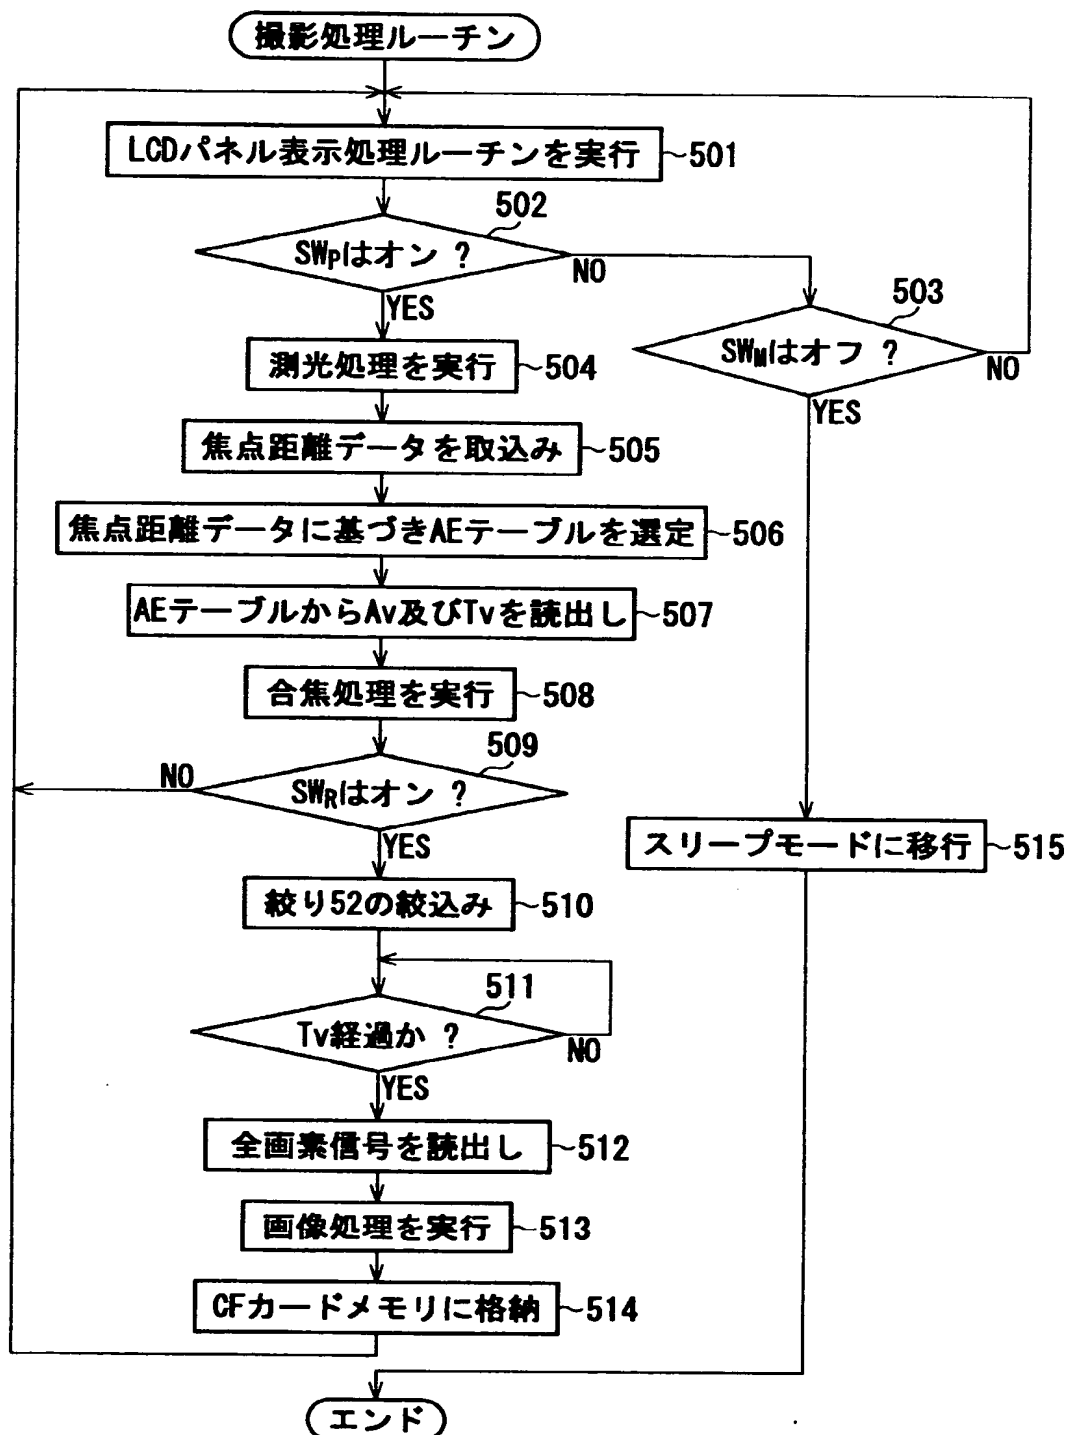 撮影処理ルーチン
LCDパネル表示処理ルーチンを実行 ~501
502
SWPはオン ?
NO
YES
503
SWMはオフ ?
NO
YES
測光処理を実行 ~504
焦点距離データを取込み ~505
焦点距離データに基づきAEテーブルを選定 ~506
AEテーブルからAv及びTvを読出し ~507
合焦処理を実行 ~508
509
NO
SWRはオン ?
YES
スリープモードに移行 ~515
絞り52の絞込み ~510
511
Tv経過か ?
NO
YES
全画素信号を読出し ~512
画像処理を実行 ~513
CFカードメモリに格納 ~514
エンド